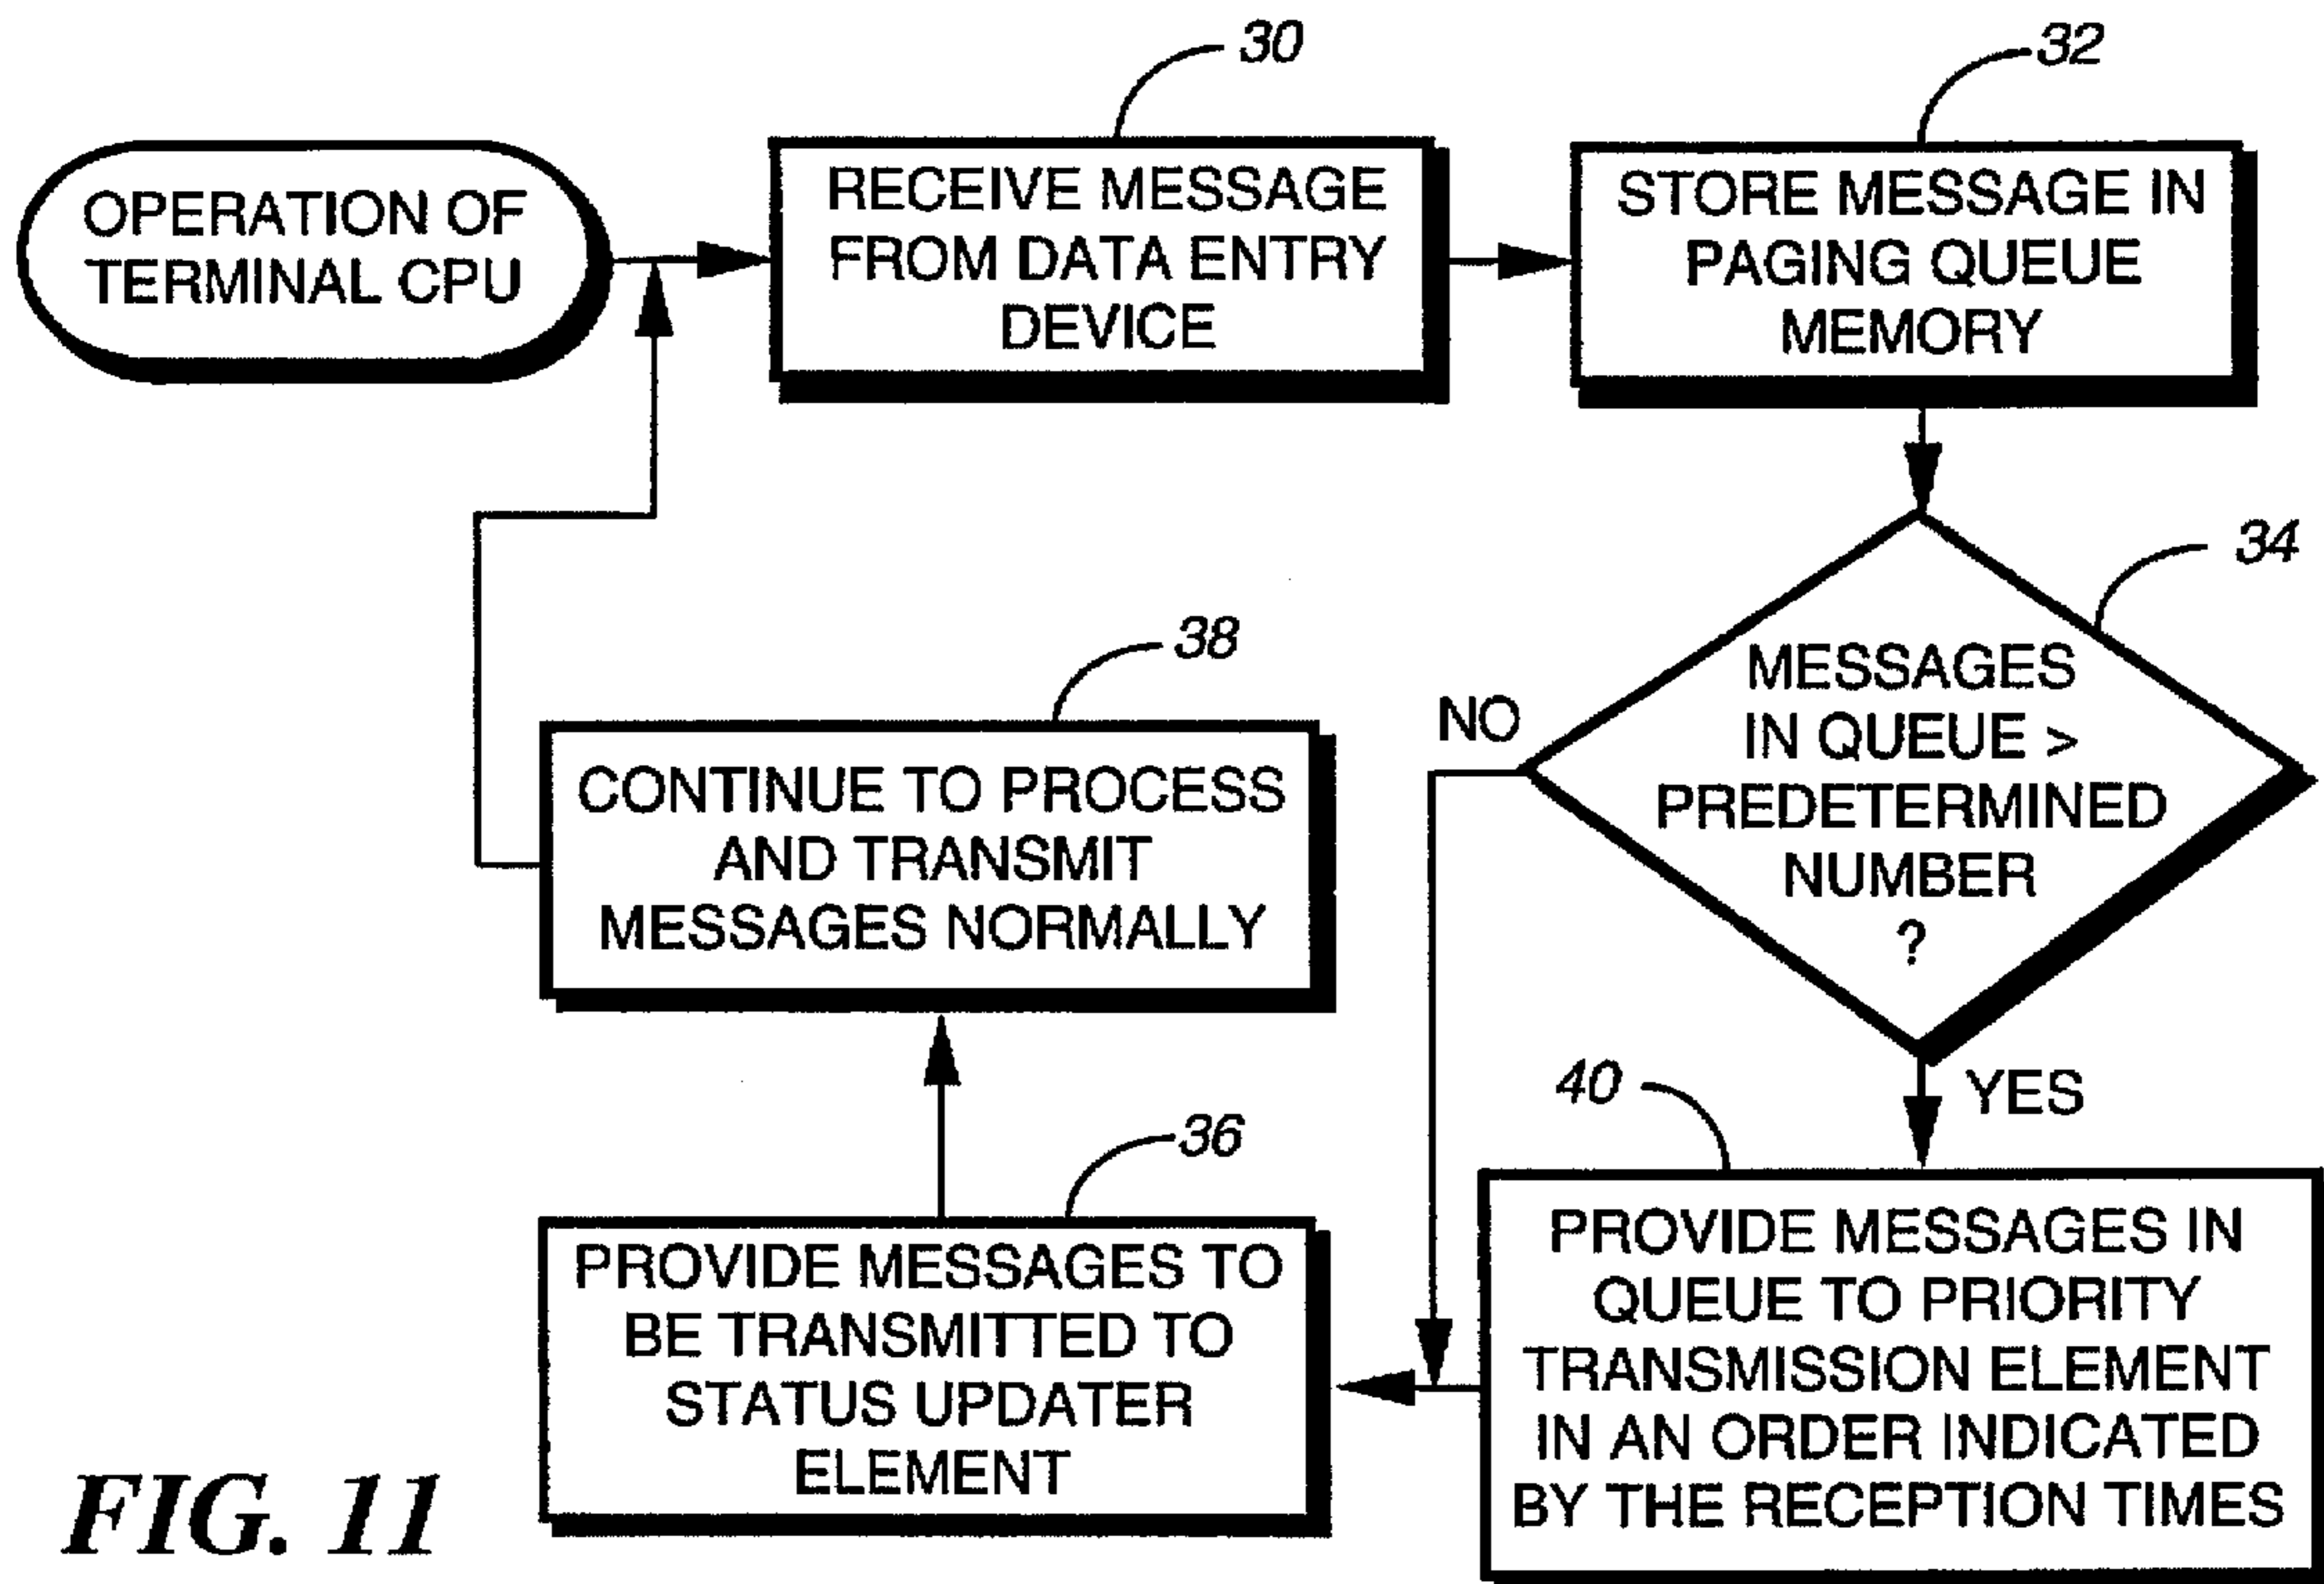 OPERATION OF
TERMINAL CPU
30
RECEIVE MESSAGE
FROM DATA ENTRY
DEVICE
32
STORE MESSAGE IN
PAGING QUEUE
MEMORY
34
MESSAGES
IN QUEUE >
PREDETERMINED
NUMBER
?
NO
YES
40
PROVIDE MESSAGES IN
QUEUE TO PRIORITY
TRANSMISSION ELEMENT
IN AN ORDER INDICATED
BY THE RECEPTION TIMES
36
PROVIDE MESSAGES TO
BE TRANSMITTED TO
STATUS UPDATER
ELEMENT
38
CONTINUE TO PROCESS
AND TRANSMIT
MESSAGES NORMALLY
FIG. 11